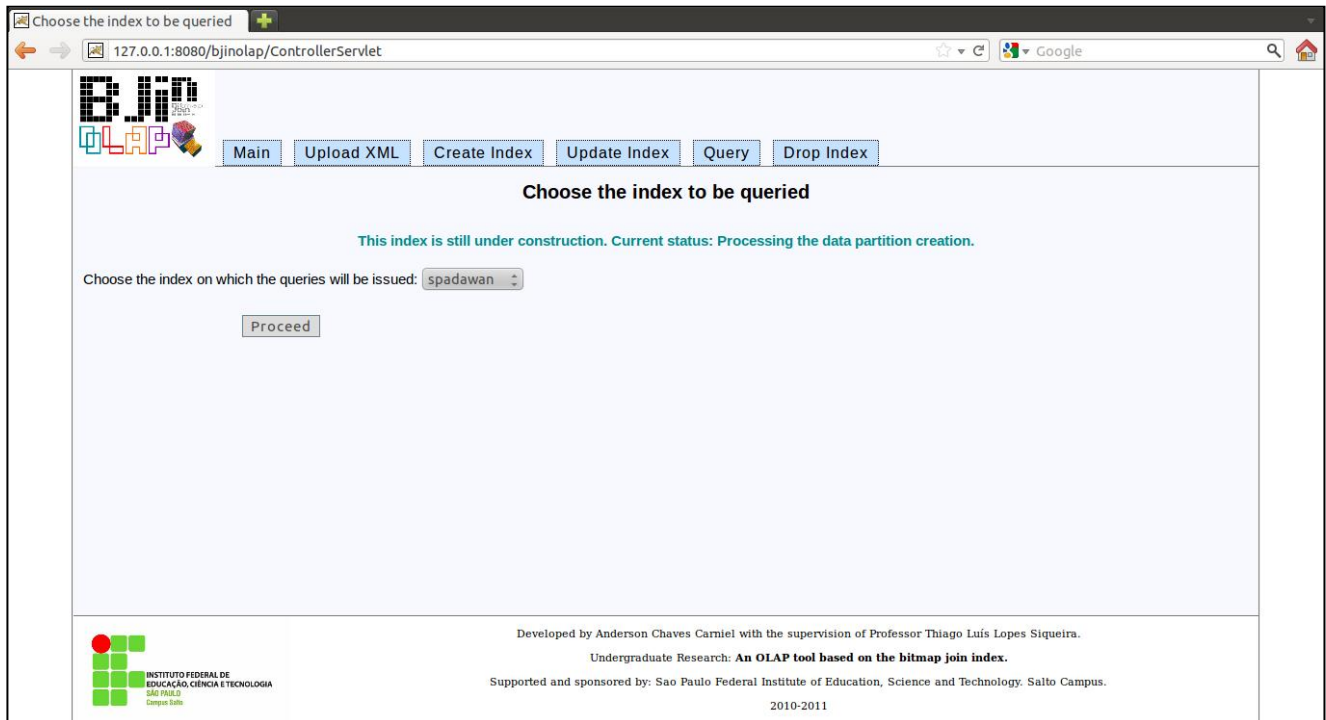 Choose the index to be queried
127.0.0.1:8080/bjinolap/ControllerServlet
Google
BJIn
OLAP
Main
Upload XML
Create Index
Update Index
Query
Drop Index
Choose the index to be queried
This index is still under construction. Current status: Processing the data partition creation.
Choose the index on which the queries will be issued: spadawan
Proceed
INSTITUTO FEDERAL DE
EDUCAÇÃO, CIÊNCIA E TECNOLOGIA
SÃO PAULO
Campus Salto
Developed by Anderson Chaves Carniel with the supervision of Professor Thiago Luís Lopes Siqueira.
Undergraduate Research: An OLAP tool based on the bitmap join index.
Supported and sponsored by: Sao Paulo Federal Institute of Education, Science and Technology. Salto Campus.
2010-2011